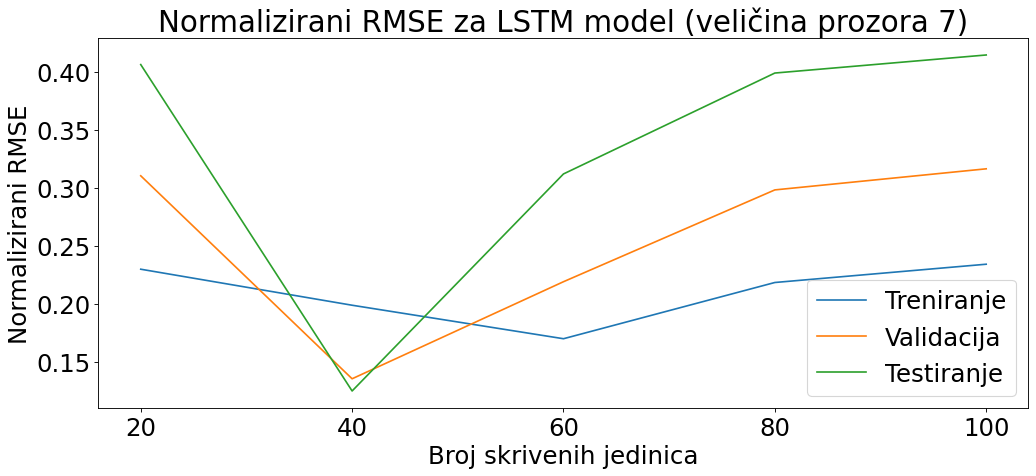 Normalizirani RMSE za LSTM model (veličina prozora 7)
Normalizirani RMSE
0.40
0.35
0.30
0.25
0.20
0.15
Treniranje
Validacija
Testiranje
20 40 60 80 100
Broj skrivenih jedinica